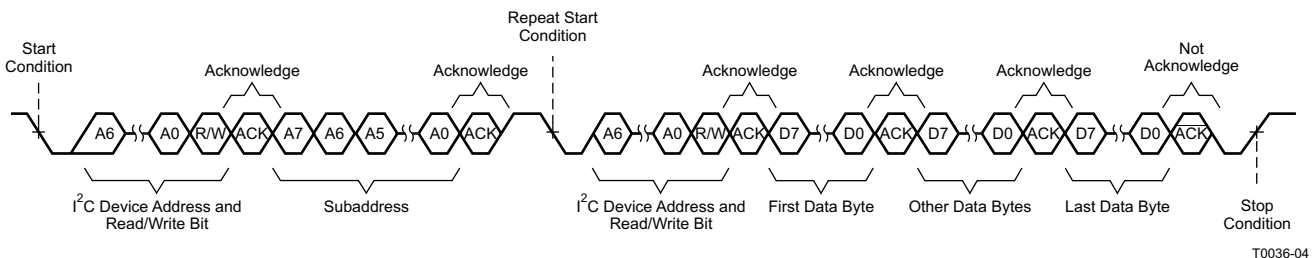 Repeat Start
Condition
Start
Condition
Not
Acknowledge
Acknowledge
Acknowledge
Acknowledge
Acknowledge
Acknowledge
A6 A0 R/W ACK A7 A6 A5 A0 ACK A6 A0 R/W ACK D7 D0 ACK D7 D0 ACK D7 D0 ACK
I2C Device Address and
Read/Write Bit
Subaddress
I2C Device Address and
Read/Write Bit
First Data Byte
Other Data Bytes
Last Data Byte
Stop
Condition
T0036-04